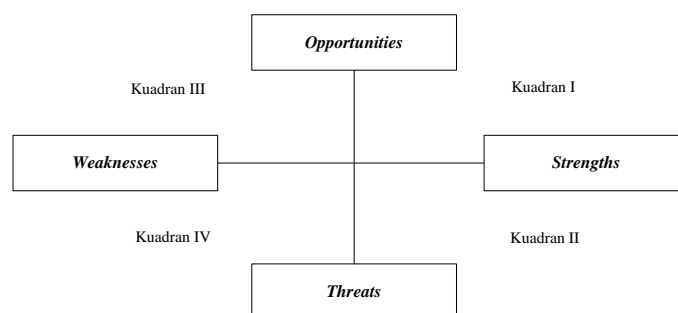 Opportunities
Kuadran III
Kuadran I
Weaknesses
Strengths
Kuadran IV
Kuadran II
Threats